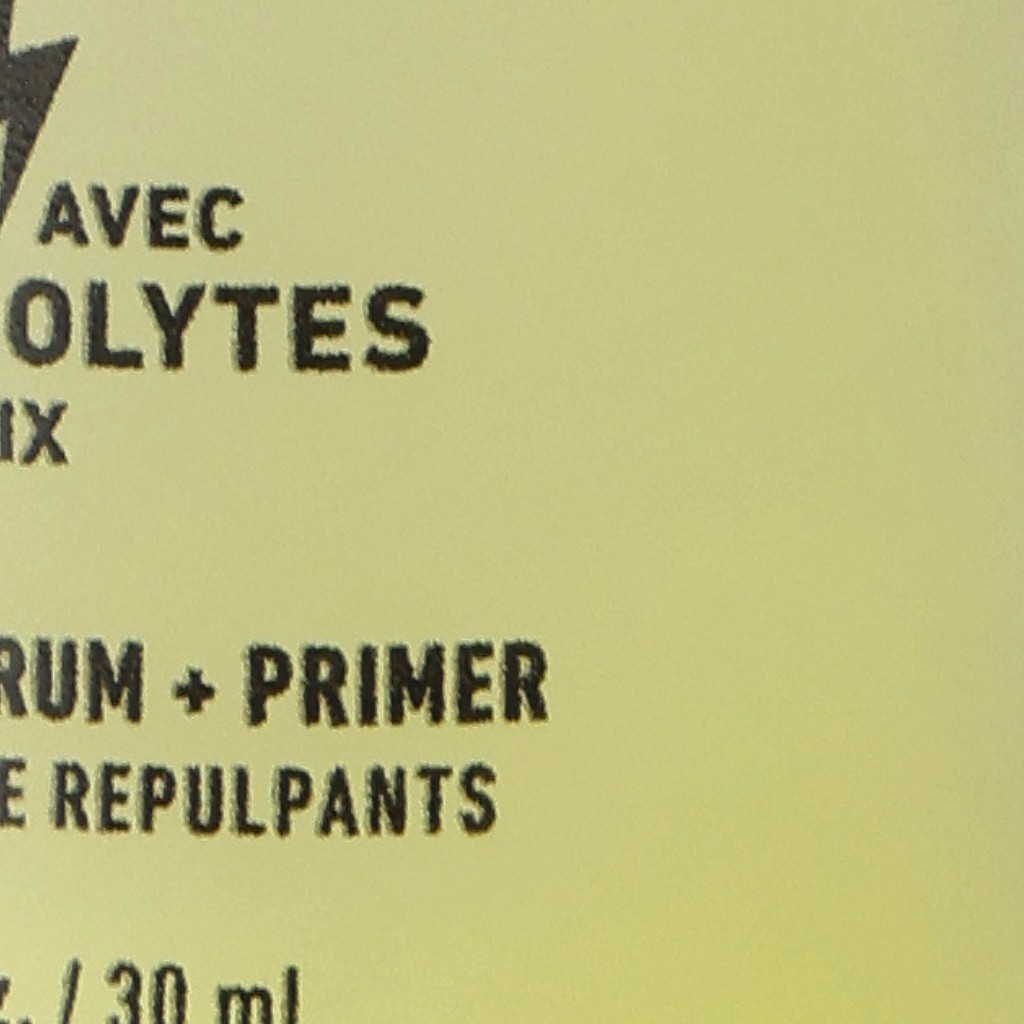 AVEC
OLYTES
IX
RUM + PRIMER
E REPULPANTS
/ 30 ml